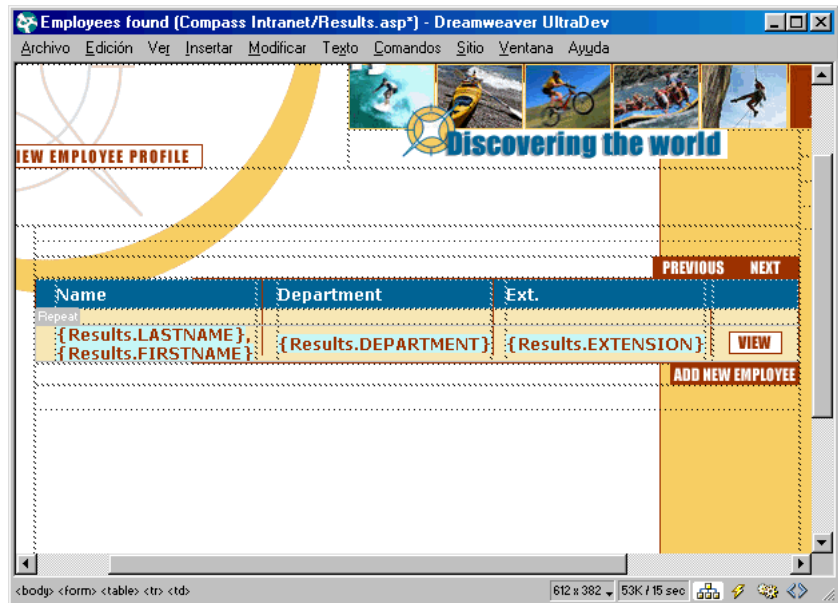 Employees found (Compass Intranet/Results.asp*) - Dreamweaver UltraDev
Archivo Edición Ver Insertar Modificar Texto Comandos Sitio Ventana Ayuda
Discovering the world
IEW EMPLOYEE PROFILE
PREVIOUS NEXT
Name Department Ext.
Repeat
{Results.LASTNAME},
{Results.FIRSTNAME} {Results.DEPARTMENT} {Results.EXTENSION} VIEW
ADD NEW EMPLOYEE
<body> <form> <table> <tr> <td> 612 x 382 53K / 15 sec